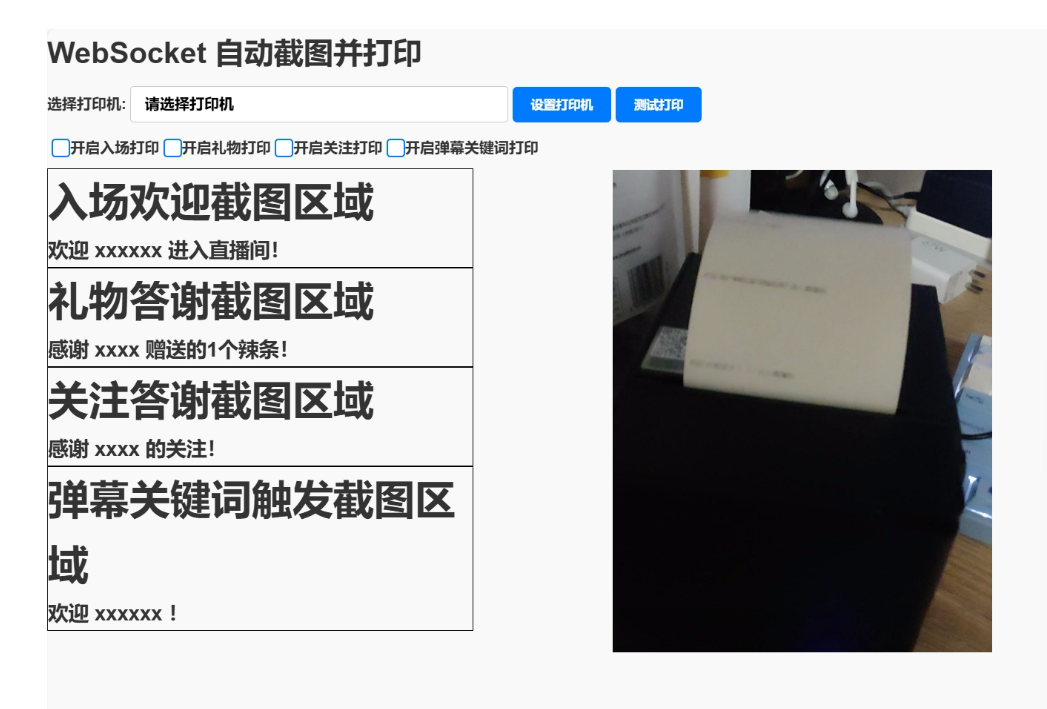 WebSocket 自动截图并打印
选择打印机: 请选择打印机 设置打印机 测试打印
开启入场打印 开启礼物打印 开启关注打印 开启弹幕关键词打印
入场欢迎截图区域
欢迎 xxxxxx 进入直播间!
礼物答谢截图区域
感谢 xxxx 赠送的1个辣条!
关注答谢截图区域
感谢 xxxx 的关注!
弹幕关键词触发截图区
域
欢迎 xxxxxx !